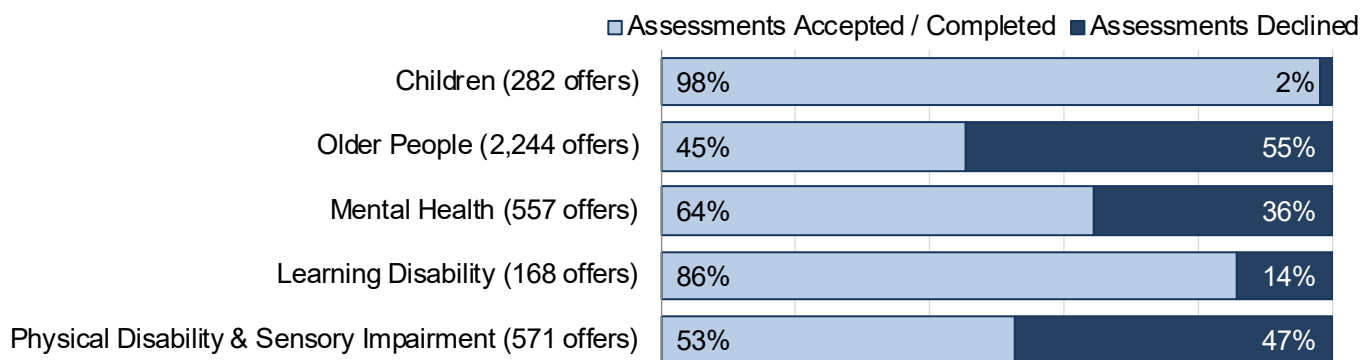 Assessments Accepted / Completed Assessments Declined
Children (282 offers) 98% 2%
Older People (2,244 offers) 45% 55%
Mental Health (557 offers) 64% 36%
Learning Disability (168 offers) 86% 14%
Physical Disability & Sensory Impairment (571 offers) 53% 47%